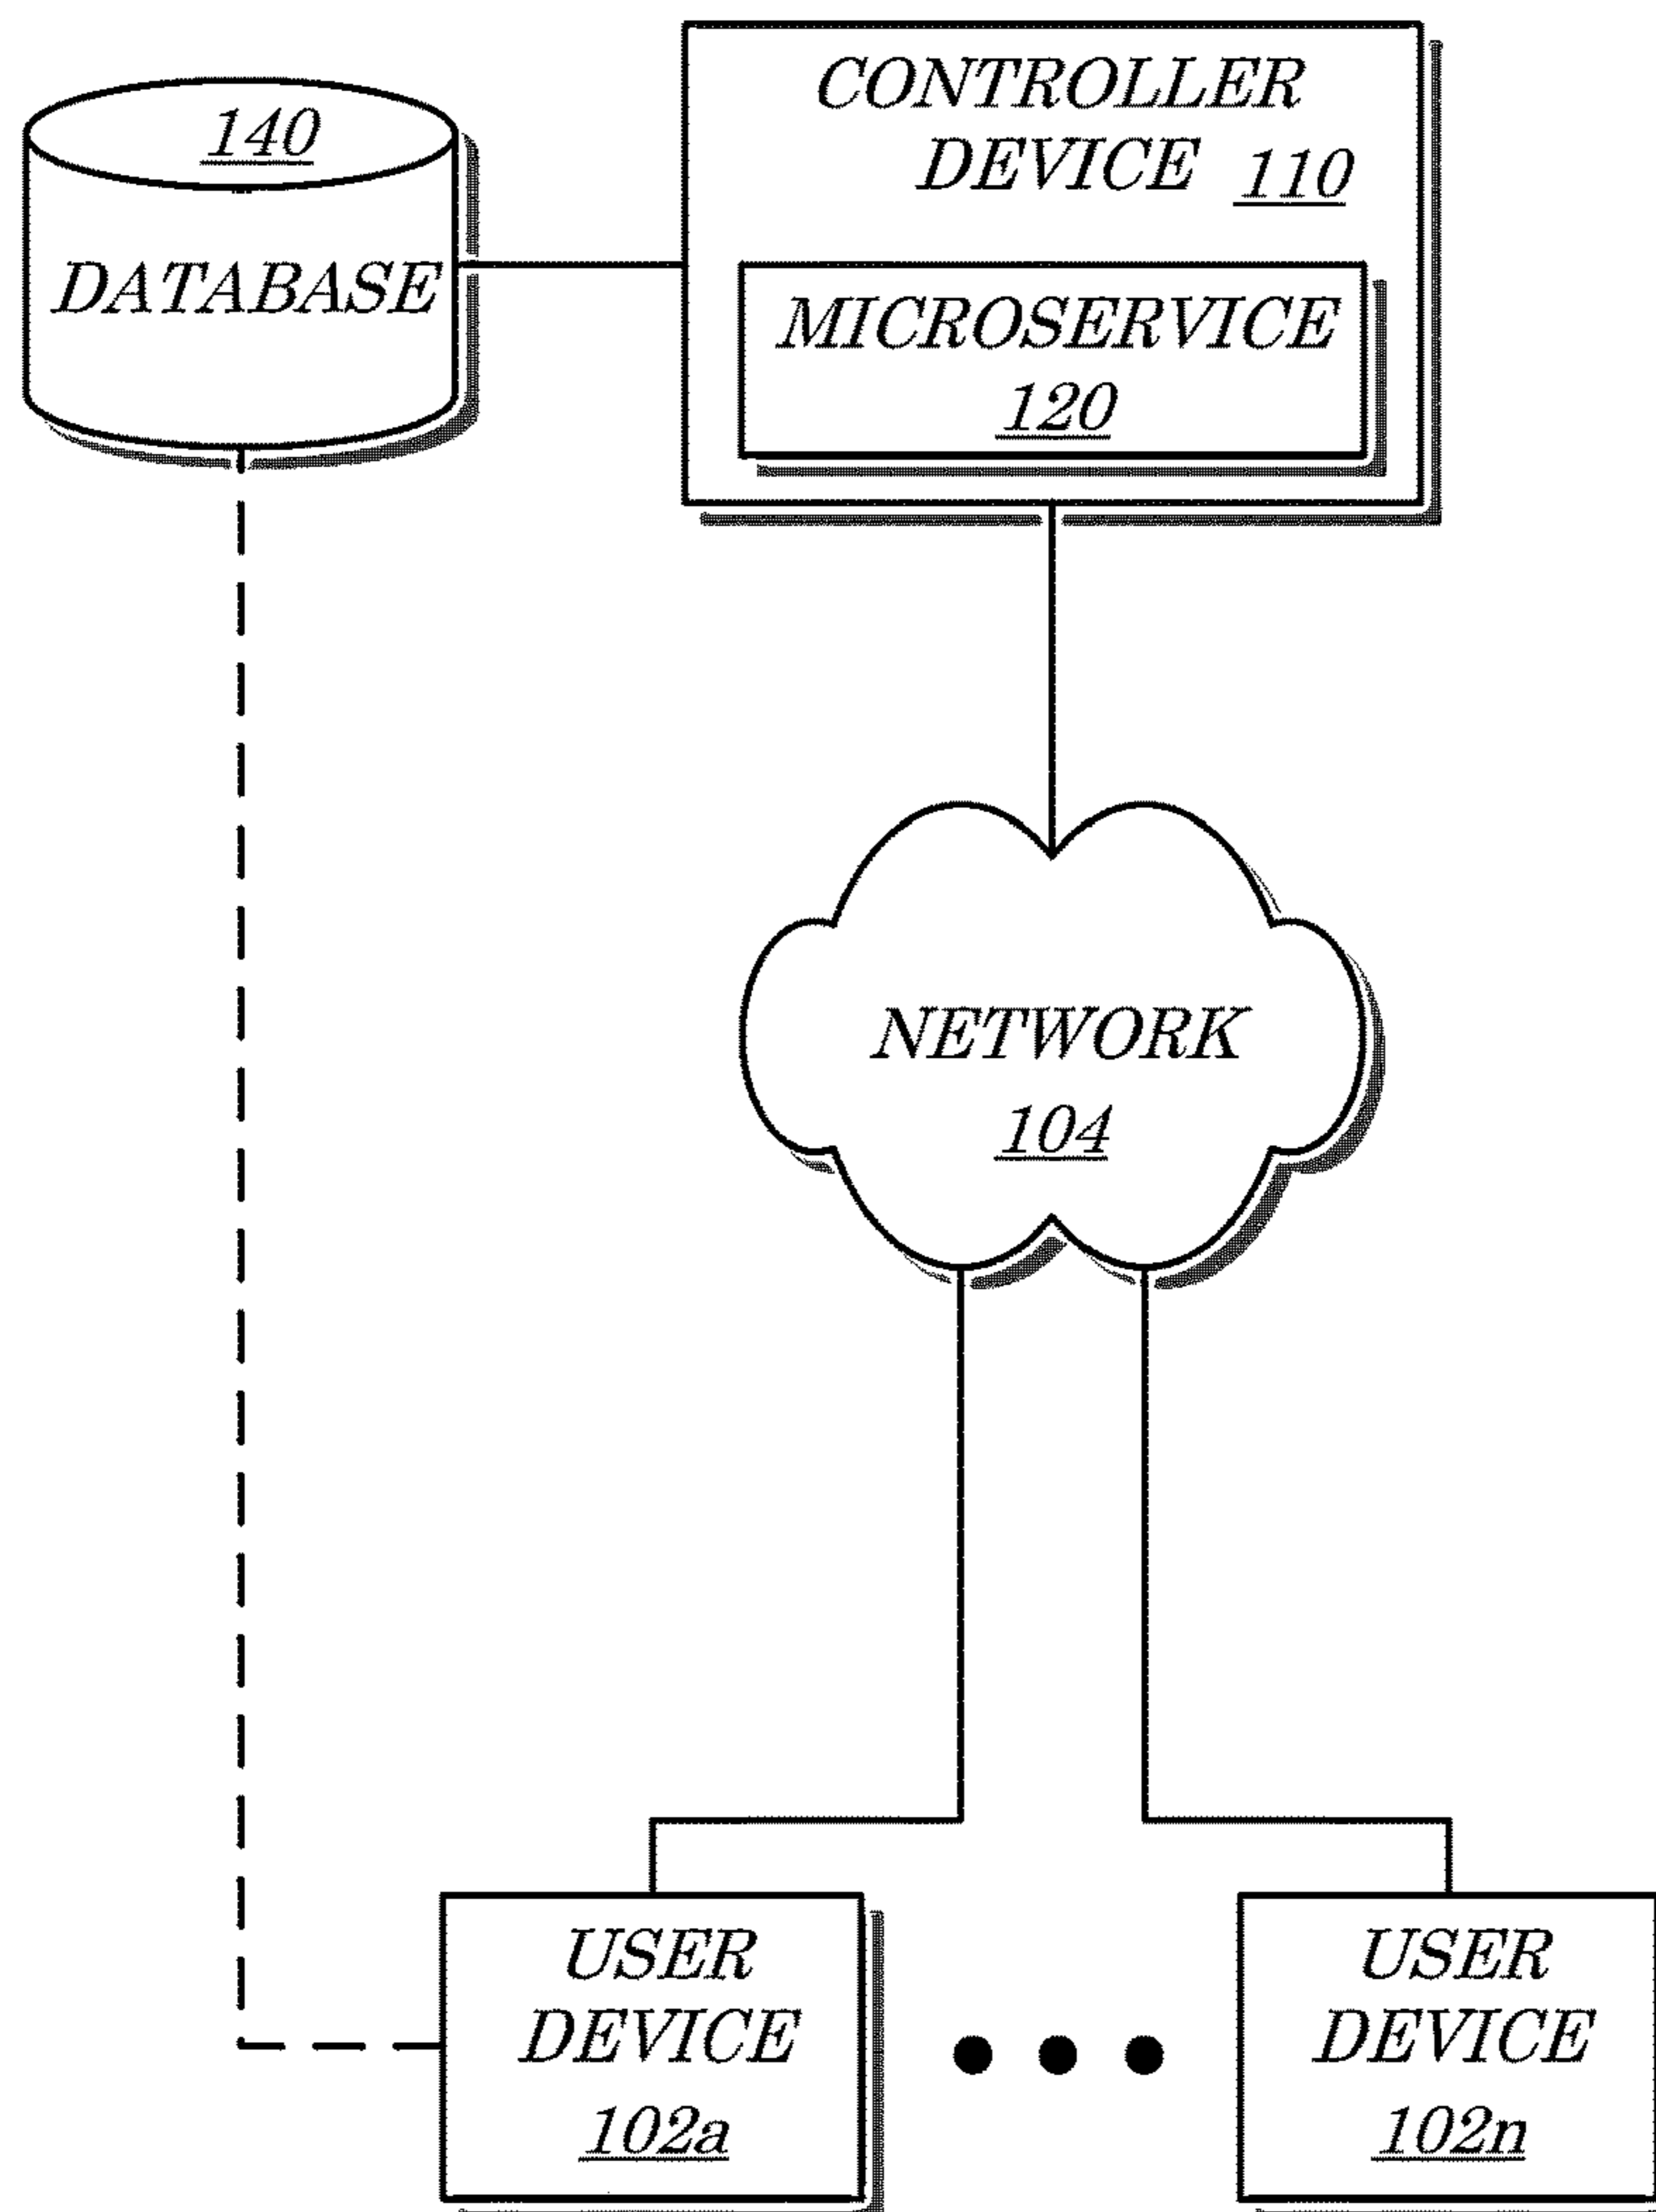 140
DATABASE
CONTROLLER
DEVICE 110
MICROSERVICE
120
NETWORK
104
USER
DEVICE
102a
USER
DEVICE
102n